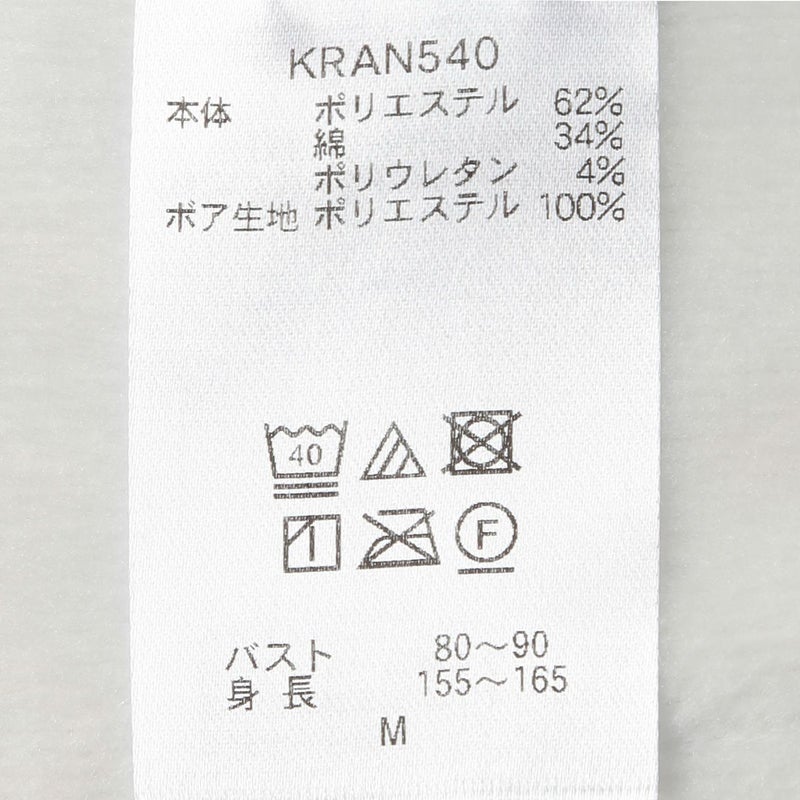 KRAN540
本体 ポリエステル 62%
綿 34%
ポリウレタン 4%
ボア生地 ポリエステル 100%
40
F
バスト 80～90
身長 155～165
M